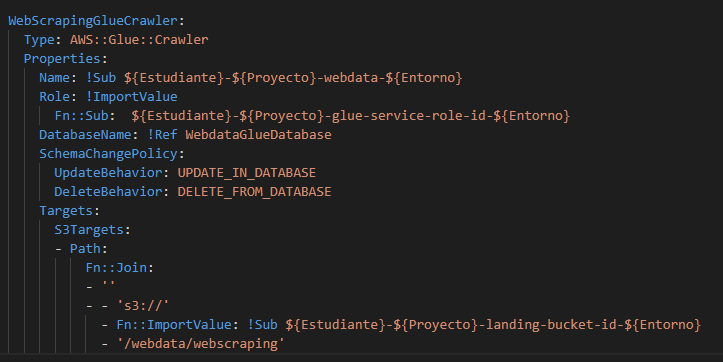 WebScrapingGlueCrawler:
  Type: AWS::Glue::Crawler
  Properties:
    Name: !Sub ${Estudiante}-${Proyecto}-webdata-${Entorno}
    Role: !ImportValue
      Fn::Sub:  ${Estudiante}-${Proyecto}-glue-service-role-id-${Entorno}
    DatabaseName: !Ref WebdataGlueDatabase
    SchemaChangePolicy:
      UpdateBehavior: UPDATE_IN_DATABASE
      DeleteBehavior: DELETE_FROM_DATABASE
    Targets:
      S3Targets:
      - Path:
          Fn::Join:
          - ''
          - - 's3://'
            - Fn::ImportValue: !Sub ${Estudiante}-${Proyecto}-landing-bucket-id-${Entorno}
            - '/webdata/webscraping'